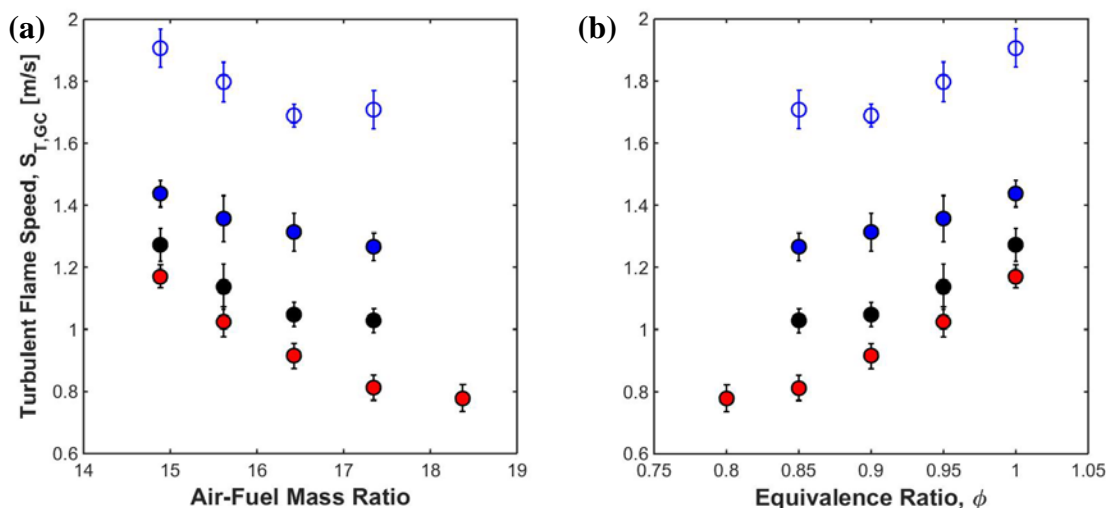 (a)
Turbulent Flame Speed, S_T,GC [m/s]
2
1.8
1.6
1.4
1.2
1
0.8
0.6
14 15 16 17 18 19
Air-Fuel Mass Ratio
(b)
2
1.8
1.6
1.4
1.2
1
0.8
0.6
0.75 0.8 0.85 0.9 0.95 1 1.05
Equivalence Ratio, ϕ